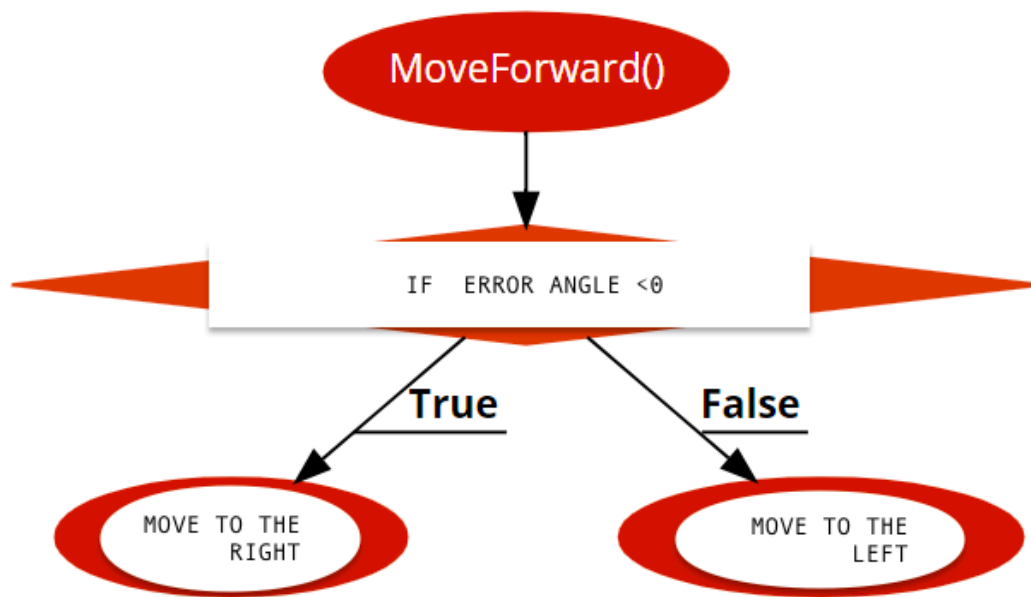 MoveForward()
IF ERROR ANGLE <0
True
False
MOVE TO THE
RIGHT
MOVE TO THE
LEFT